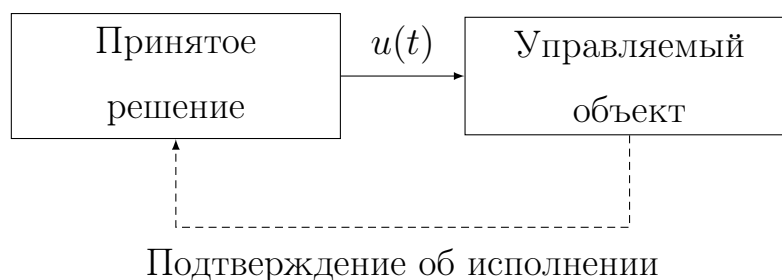 Принятое
решение
u(t)
Управляемый
объект
Подтверждение об исполнении